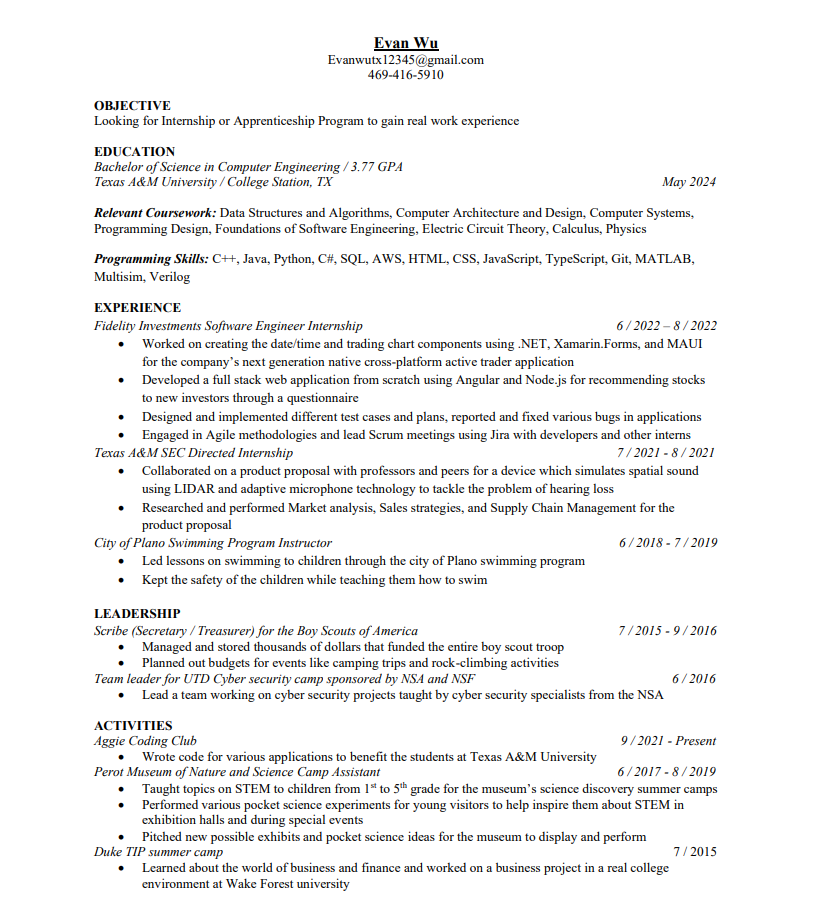 Evan Wu
Evanwutx12345@gmail.com
469-416-5910
OBJECTIVE
Looking for Internship or Apprenticeship Program to gain real work experience
EDUCATION
Bachelor of Science in Computer Engineering / 3.77 GPA
Texas A&M University / College Station, TX May 2024
Relevant Coursework: Data Structures and Algorithms, Computer Architecture and Design, Computer Systems,
Programming Design, Foundations of Software Engineering, Electric Circuit Theory, Calculus, Physics
Programming Skills: C++, Java, Python, C#, SQL, AWS, HTML, CSS, JavaScript, TypeScript, Git, MATLAB,
Multisim, Verilog
EXPERIENCE
Fidelity Investments Software Engineer Internship 6 / 2022 – 8 / 2022
• Worked on creating the date/time and trading chart components using .NET, Xamarin.Forms, and MAUI
for the company's next generation native cross-platform active trader application
• Developed a full stack web application from scratch using Angular and Node.js for recommending stocks
to new investors through a questionnaire
• Designed and implemented different test cases and plans, reported and fixed various bugs in applications
• Engaged in Agile methodologies and lead Scrum meetings using Jira with developers and other interns
Texas A&M SEC Directed Internship 7 / 2021 - 8 / 2021
• Collaborated on a product proposal with professors and peers for a device which simulates spatial sound
using LIDAR and adaptive microphone technology to tackle the problem of hearing loss
• Researched and performed Market analysis, Sales strategies, and Supply Chain Management for the
product proposal
City of Plano Swimming Program Instructor 6 / 2018 - 7 / 2019
• Led lessons on swimming to children through the city of Plano swimming program
• Kept the safety of the children while teaching them how to swim
LEADERSHIP
Scribe (Secretary / Treasurer) for the Boy Scouts of America 7 / 2015 - 9 / 2016
• Managed and stored thousands of dollars that funded the entire boy scout troop
• Planned out budgets for events like camping trips and rock-climbing activities
Team leader for UTD Cyber security camp sponsored by NSA and NSF 6 / 2016
• Lead a team working on cyber security projects taught by cyber security specialists from the NSA
ACTIVITIES
Aggie Coding Club 9 / 2021 - Present
• Wrote code for various applications to benefit the students at Texas A&M University
Perot Museum of Nature and Science Camp Assistant 6 / 2017 - 8 / 2019
• Taught topics on STEM to children from 1st to 5th grade for the museum's science discovery summer camps
• Performed various pocket science experiments for young visitors to help inspire them about STEM in
exhibition halls and during special events
• Pitched new possible exhibits and pocket science ideas for the museum to display and perform
Duke TIP summer camp 7 / 2015
• Learned about the world of business and finance and worked on a business project in a real college
environment at Wake Forest university